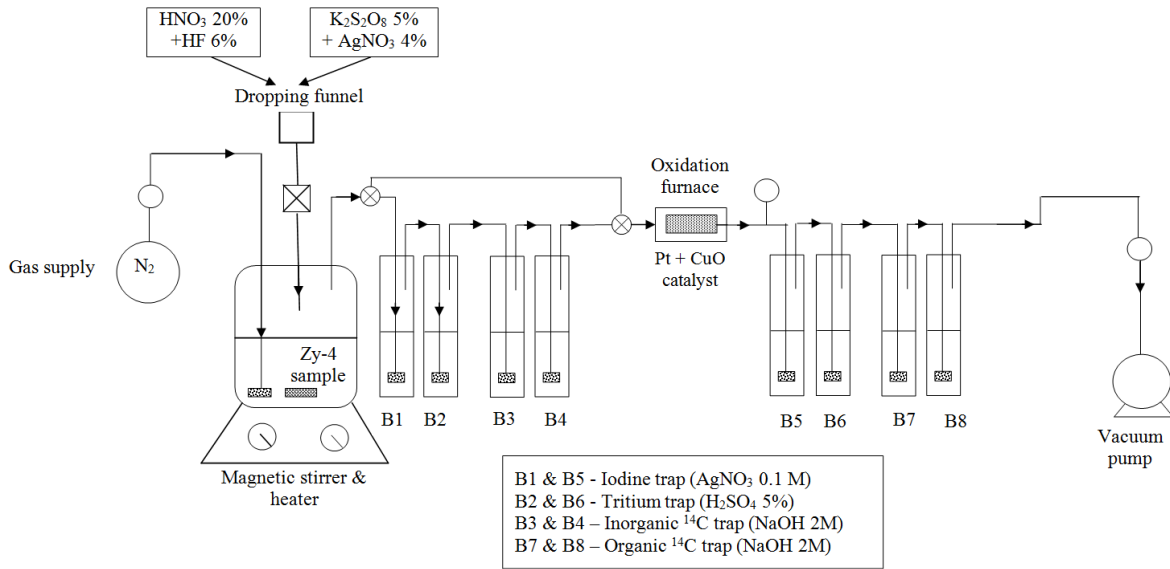 HNO₃ 20%
+HF 6%
K₂S₂O₈ 5%
+ AgNO₃ 4%
Dropping funnel
Gas supply
N₂
Zy-4
sample
Magnetic stirrer &
heater
B1
B2
B3
B4
Oxidation
furnace
Pt + CuO
catalyst
B5
B6
B7
B8
Vacuum
pump
B1 & B5 - Iodine trap (AgNO₃ 0.1 M)
B2 & B6 - Tritium trap (H₂SO₄ 5%)
B3 & B4 – Inorganic ¹⁴C trap (NaOH 2M)
B7 & B8 – Organic ¹⁴C trap (NaOH 2M)